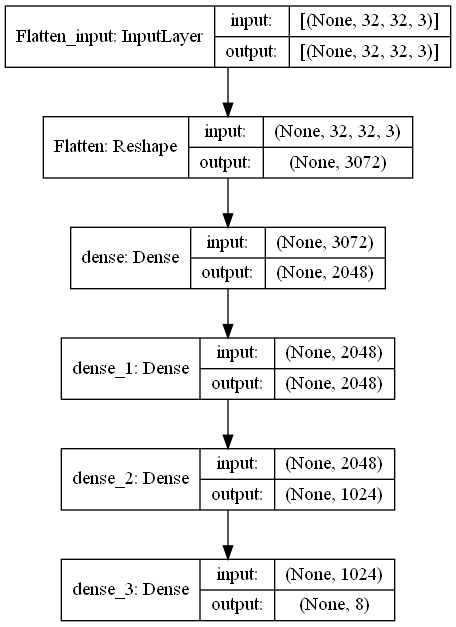 Flatten_input: InputLayer
input: [(None, 32, 32, 3)]
output: [(None, 32, 32, 3)]
Flatten: Reshape
input: (None, 32, 32, 3)
output: (None, 3072)
dense: Dense
input: (None, 3072)
output: (None, 2048)
dense_1: Dense
input: (None, 2048)
output: (None, 2048)
dense_2: Dense
input: (None, 2048)
output: (None, 1024)
dense_3: Dense
input: (None, 1024)
output: (None, 8)